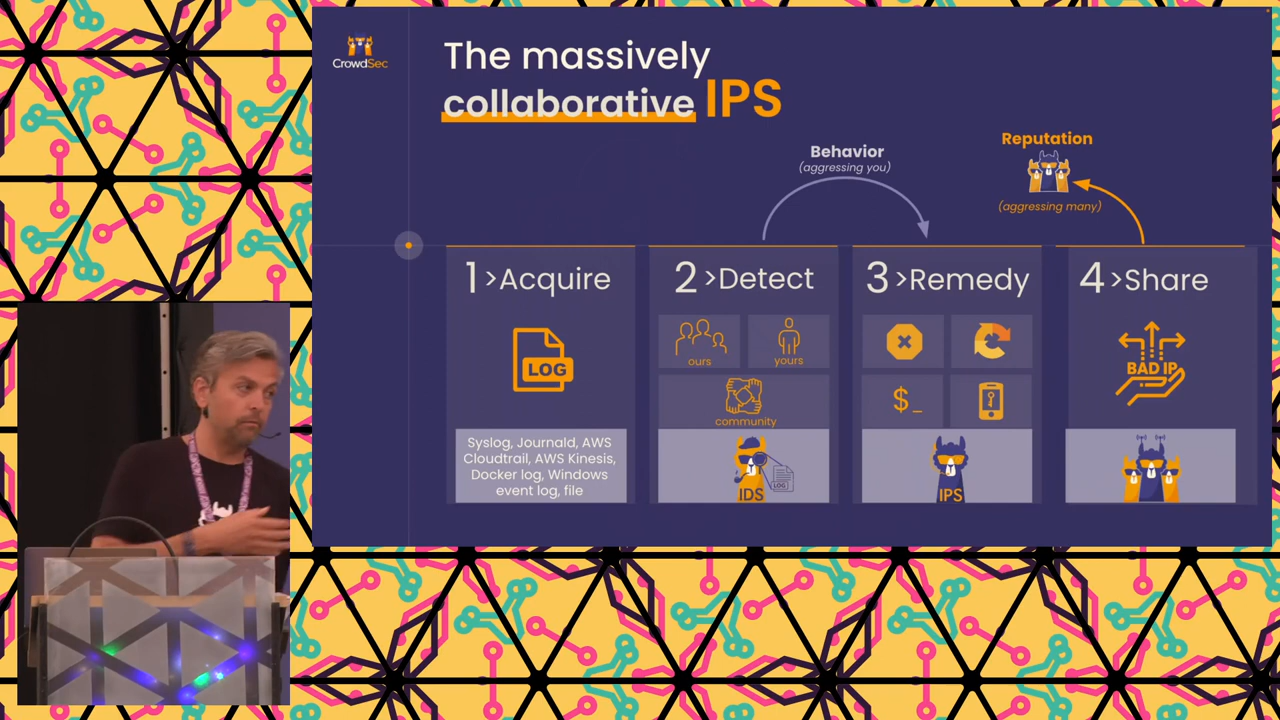 CrowdSec
The massively
collaborative IPS
Behavior
(aggressing you)
Reputation
(aggressing many)
1 >Acquire
LOG
Syslog, Journald, AWS
Cloudtrail, AWS Kinesis,
Docker log, Windows
event log, file
2 >Detect
ours
yours
community
LOG
IDS
3 >Remedy
$_
IPS
4 >Share
BAD IP